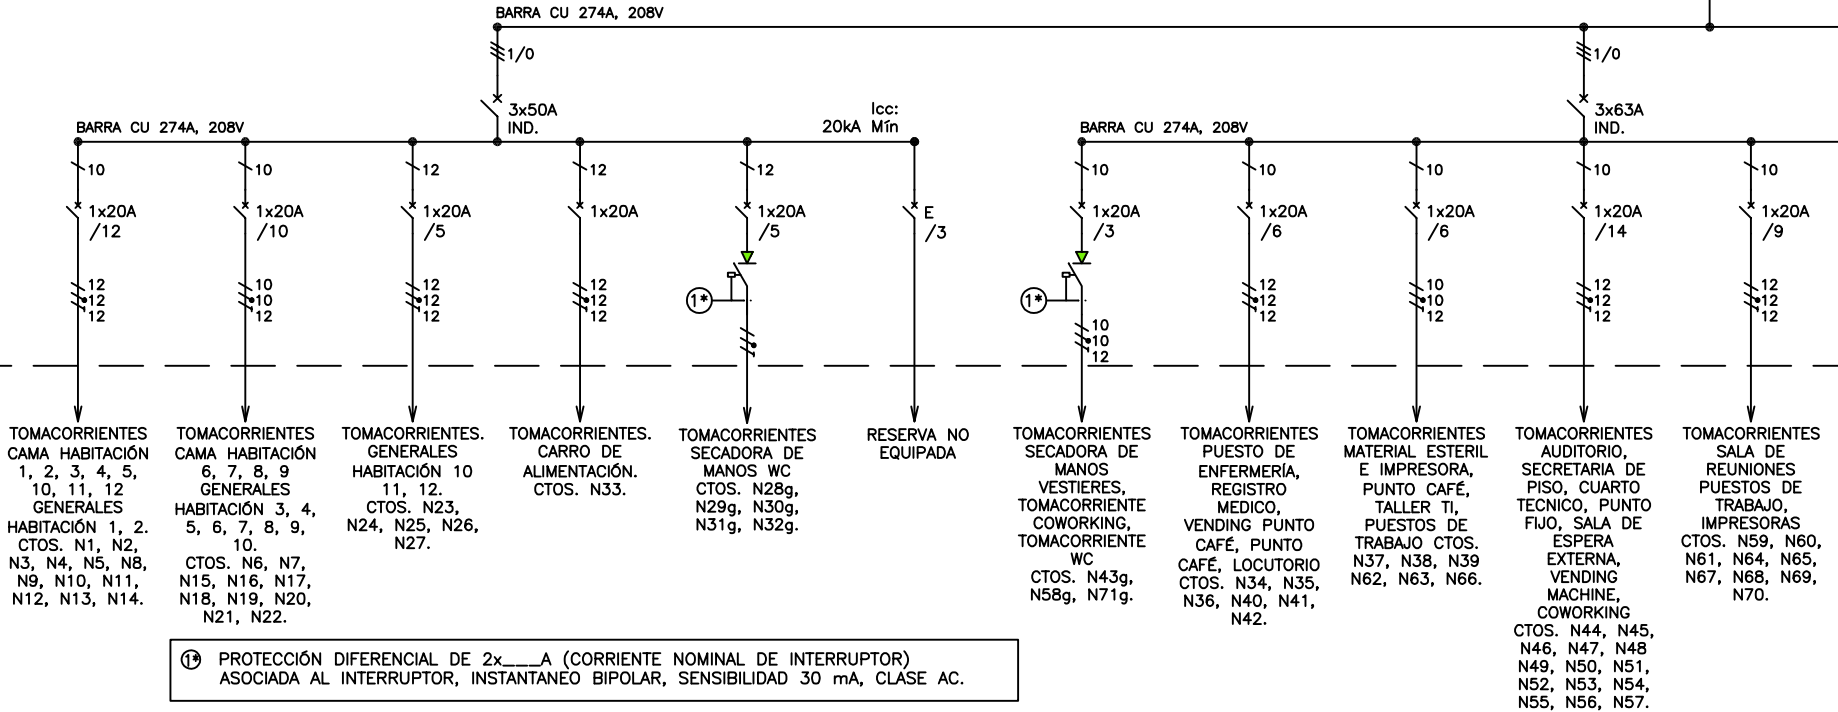 BARRA CU 274A, 208V
1/0
1/0
3x50A
IND.
Icc:
20kA Mín
3x63A
IND.
BARRA CU 274A, 208V
BARRA CU 274A, 208V
10
10
12
12
12
10
10
10
10
10
1x20A
/12
1x20A
/10
1x20A
/5
1x20A
1x20A
/5
E
/3
1x20A
/3
1x20A
/6
1x20A
/6
1x20A
/14
1x20A
/9
12
12
12
10
10
12
12
12
12
12
12
12
1*
1*
10
10
12
12
12
12
10
10
12
12
12
12
12
12
12
TOMACORRIENTES
CAMA HABITACIÓN
1, 2, 3, 4, 5,
10, 11, 12
GENERALES
HABITACIÓN 1, 2.
CTOS. N1, N2,
N3, N4, N5, N8,
N9, N10, N11,
N12, N13, N14.
TOMACORRIENTES
CAMA HABITACIÓN
6, 7, 8, 9
GENERALES
HABITACIÓN 3, 4,
5, 6, 7, 8, 9,
10.
CTOS. N6, N7,
N15, N16, N17,
N18, N19, N20,
N21, N22.
TOMACORRIENTES.
GENERALES
HABITACIÓN 10
11, 12.
CTOS. N23,
N24, N25, N26,
N27.
TOMACORRIENTES.
CARRO DE
ALIMENTACIÓN.
CTOS. N33.
TOMACORRIENTES
SECADORA DE
MANOS WC
CTOS. N28g,
N29g, N30g,
N31g, N32g.
RESERVA NO
EQUIPADA
TOMACORRIENTES
SECADORA DE
MANOS
VESTIERES,
TOMACORRIENTE
COWORKING,
TOMACORRIENTE
WC
CTOS. N43g,
N58g, N71g.
TOMACORRIENTES
PUESTO DE
ENFERMERÍA,
REGISTRO
MEDICO,
VENDING PUNTO
CAFÉ, PUNTO
CAFÉ, LOCUTORIO
CTOS. N34, N35,
N36, N40, N41,
N42.
TOMACORRIENTES
MATERIAL ESTERIL
E IMPRESORA,
PUNTO CAFÉ,
TALLER TI,
PUESTOS DE
TRABAJO CTOS.
N37, N38, N39
N62, N63, N66.
TOMACORRIENTES
AUDITORIO,
SECRETARIA DE
PISO, CUARTO
TECNICO, PUNTO
FIJO, SALA DE
ESPERA
EXTERNA,
VENDING
MACHINE,
COWORKING
CTOS. N44, N45,
N46, N47, N48
N49, N50, N51,
N52, N53, N54,
N55, N56, N57.
TOMACORRIENTES
SALA DE
REUNIONES
PUESTOS DE
TRABAJO,
IMPRESORAS
CTOS. N59, N60,
N61, N64, N65,
N67, N68, N69,
N70.
1* PROTECCIÓN DIFERENCIAL DE 2x___A (CORRIENTE NOMINAL DE INTERRUPTOR)
ASOCIADA AL INTERRUPTOR, INSTANTANEO BIPOLAR, SENSIBILIDAD 30 mA, CLASE AC.